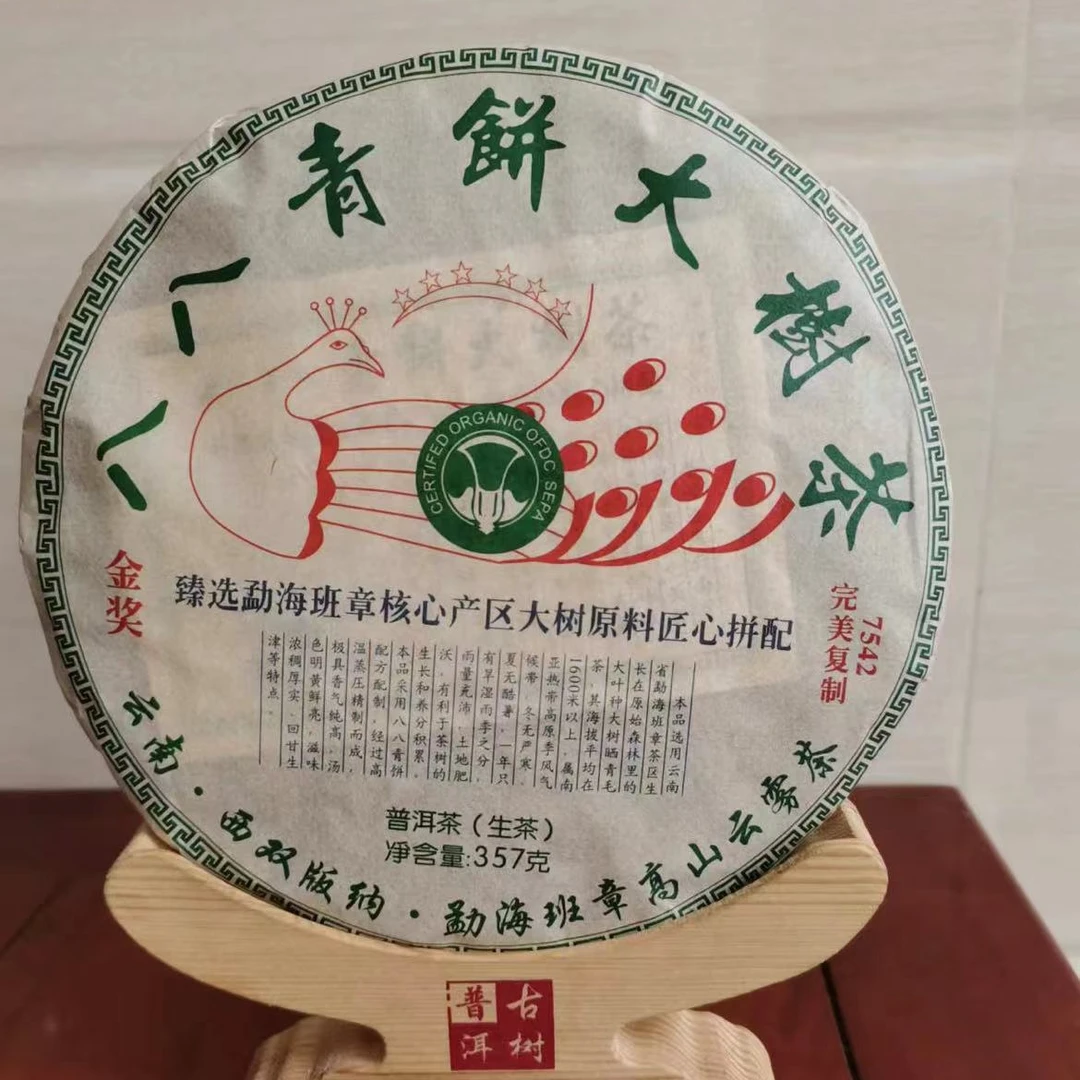 八八青餅大樹茶
CERTIFED ORGANIC OFDC. SEPA
金奖
臻选勐海班章核心产区大树原料匠心拼配
7542
完美复制
本品选用云南
省勐海班章茶区生
长在原始森林里的
大叶种大树晒青毛
茶，其海拔平均在
1600米以上，属南
亚热带高原季风气
候带，冬无严寒，
夏无酷暑，一年只
有旱湿雨季之分，
雨量充沛，土地肥
沃，有利于茶树的
生长和养分积累，
本品采用八八青饼
配方配制，经过高
温蒸压精制而成，
极具香气纯高，汤
色明黄鲜亮，滋味
浓稠厚实，回甘生
津等特点。
普洱茶（生茶）
净含量:357克
云南·西双版纳·勐海班章高山云雾茶
古树
普洱